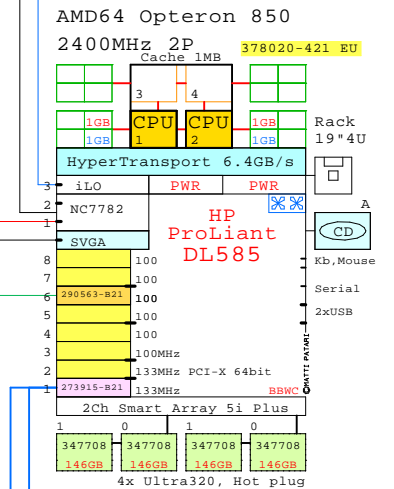 AMD64 Opteron 850
2400MHz 2P
378020-421 EU
Cache 1MB
3 4
1GB CPU CPU 1GB
1GB 1 2 1GB
Rack
19"4U
HyperTransport 6.4GB/s
3 iLO PWR PWR
2 NC7782
1
A
HP
ProLiant
DL585
CD
SVGA
8 100
7 100
6 290563-B21 100
5 100
4 100
3 100MHz
2 133MHz PCI-X 64bit
1 273915-B21 133MHz
BBWC
Kb,Mouse
Serial
2xUSB
©MATTI PATARI
2Ch Smart Array 5i Plus
1 0 1 0
347708 347708 347708 347708
146GB 146GB 146GB 146GB
4x Ultra320, Hot plug